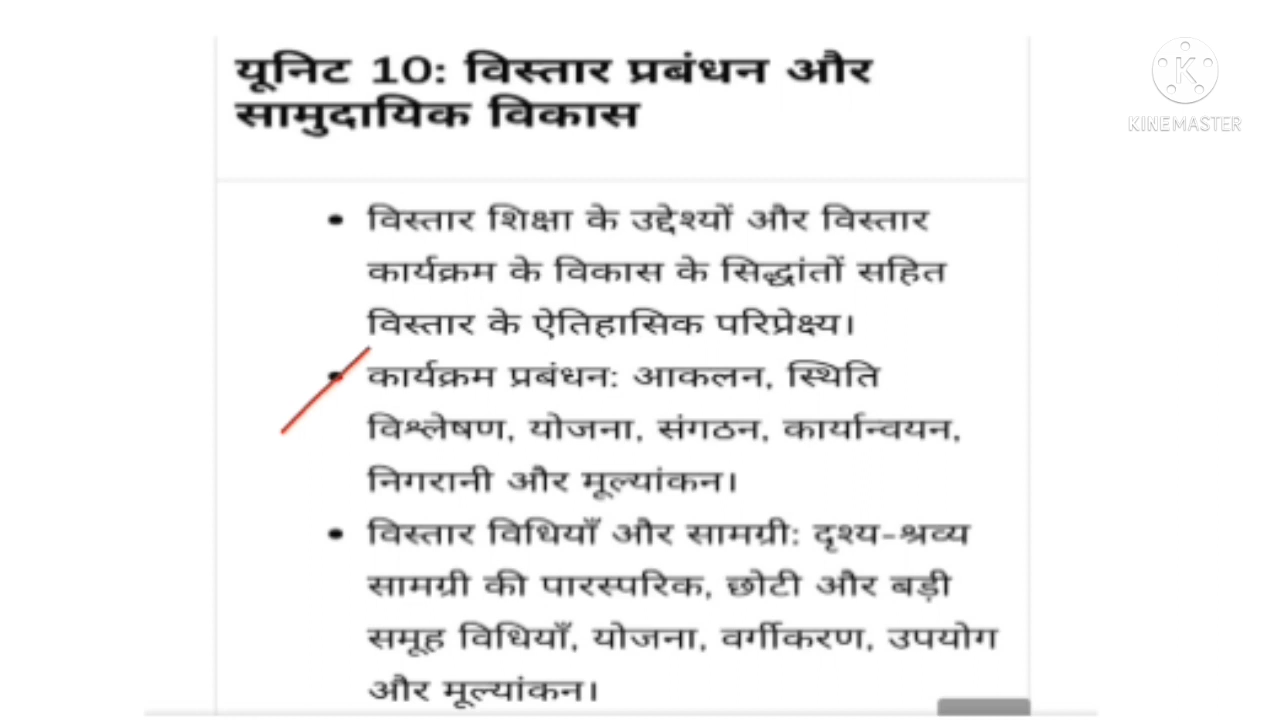 यूनिट 10: विस्तार प्रबंधन और
सामुदायिक विकास
विस्तार शिक्षा के उद्देश्यों और विस्तार
कार्यक्रम के विकास के सिद्धांतों सहित
विस्तार के ऐतिहासिक परिप्रेक्ष्य।
कार्यक्रम प्रबंधन: आकलन, स्थिति
विश्लेषण, योजना, संगठन, कार्यान्वयन,
निगरानी और मूल्यांकन।
विस्तार विधियाँ और सामग्री: दृश्य-श्रव्य
सामग्री की पारस्परिक, छोटी और बड़ी
समूह विधियाँ, योजना, वर्गीकरण, उपयोग
और मूल्यांकन।
K
KINEMASTER